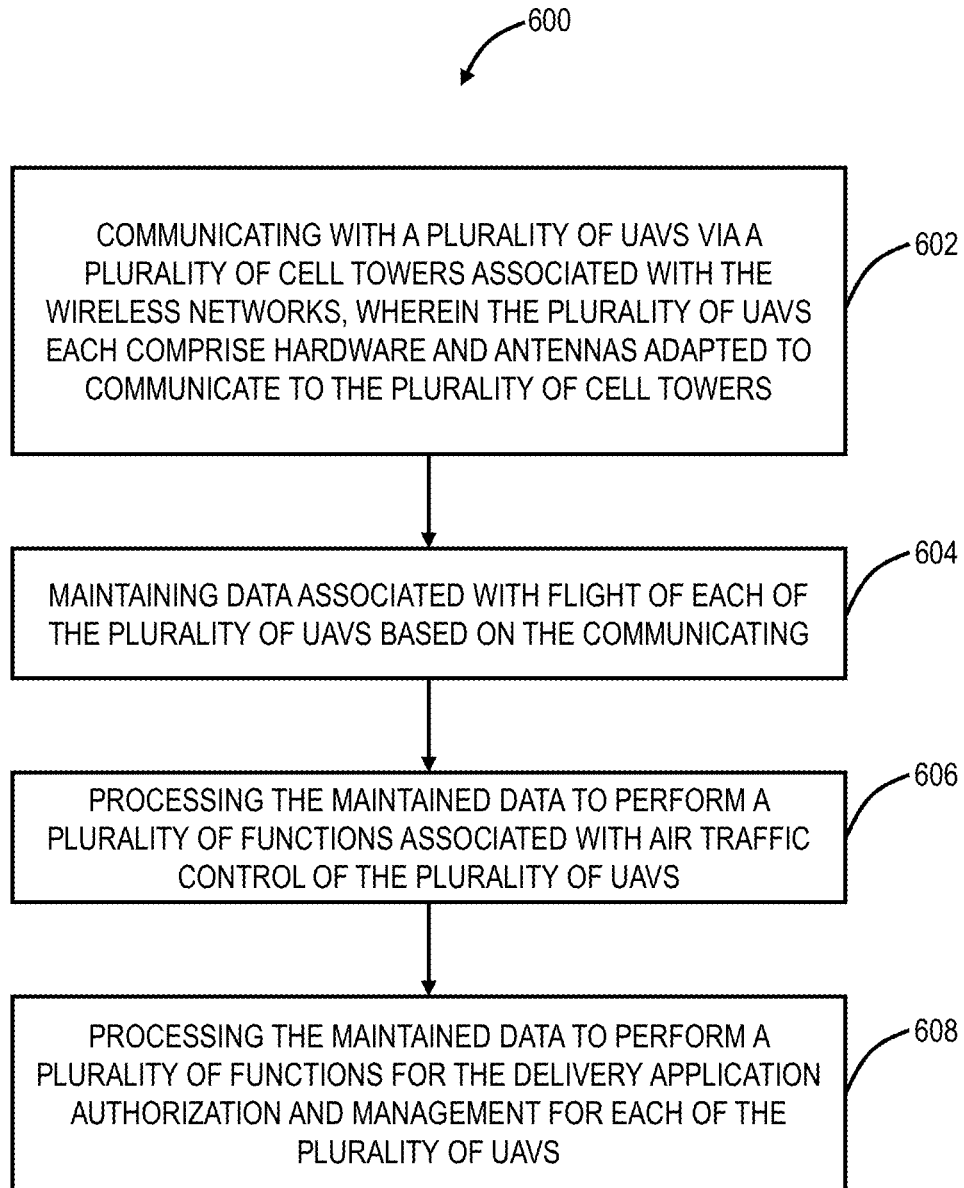 600
COMMUNICATING WITH A PLURALITY OF UAVS VIA A
PLURALITY OF CELL TOWERS ASSOCIATED WITH THE
WIRELESS NETWORKS, WHEREIN THE PLURALITY OF UAVS
EACH COMPRISE HARDWARE AND ANTENNAS ADAPTED TO
COMMUNICATE TO THE PLURALITY OF CELL TOWERS
602
MAINTAINING DATA ASSOCIATED WITH FLIGHT OF EACH OF
THE PLURALITY OF UAVS BASED ON THE COMMUNICATING
604
PROCESSING THE MAINTAINED DATA TO PERFORM A
PLURALITY OF FUNCTIONS ASSOCIATED WITH AIR TRAFFIC
CONTROL OF THE PLURALITY OF UAVS
606
PROCESSING THE MAINTAINED DATA TO PERFORM A
PLURALITY OF FUNCTIONS FOR THE DELIVERY APPLICATION
AUTHORIZATION AND MANAGEMENT FOR EACH OF THE
PLURALITY OF UAVS
608